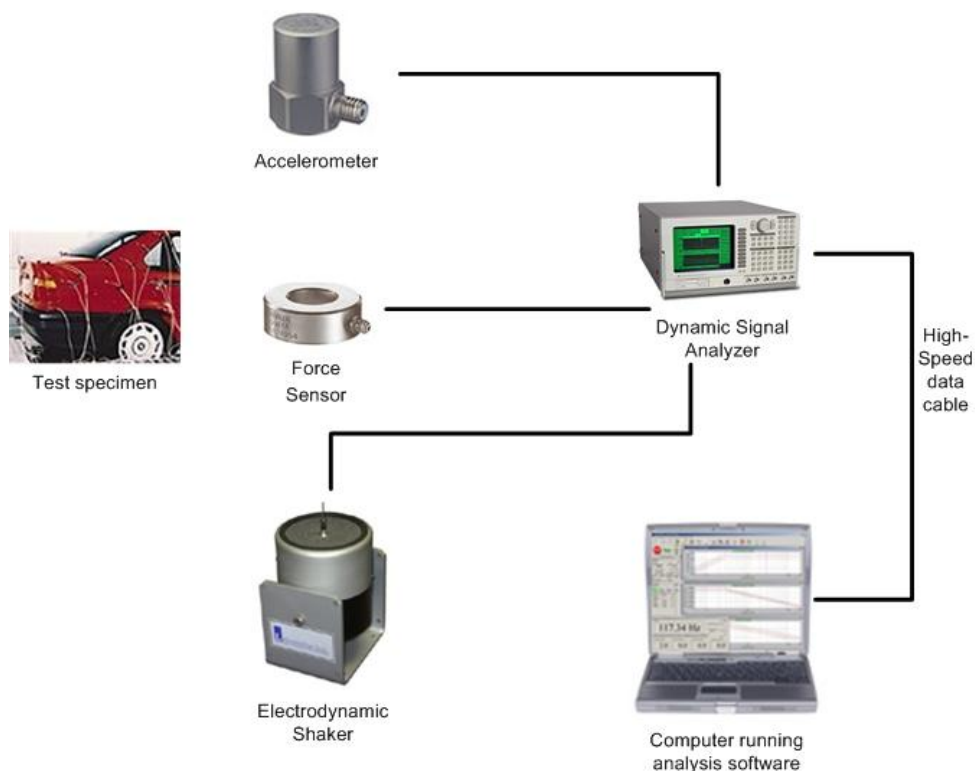 Accelerometer
Test specimen
Force
Sensor
Dynamic Signal
Analyzer
High-
Speed
data
cable
Electrodynamic
Shaker
117.34 Hz
Computer running
analysis software